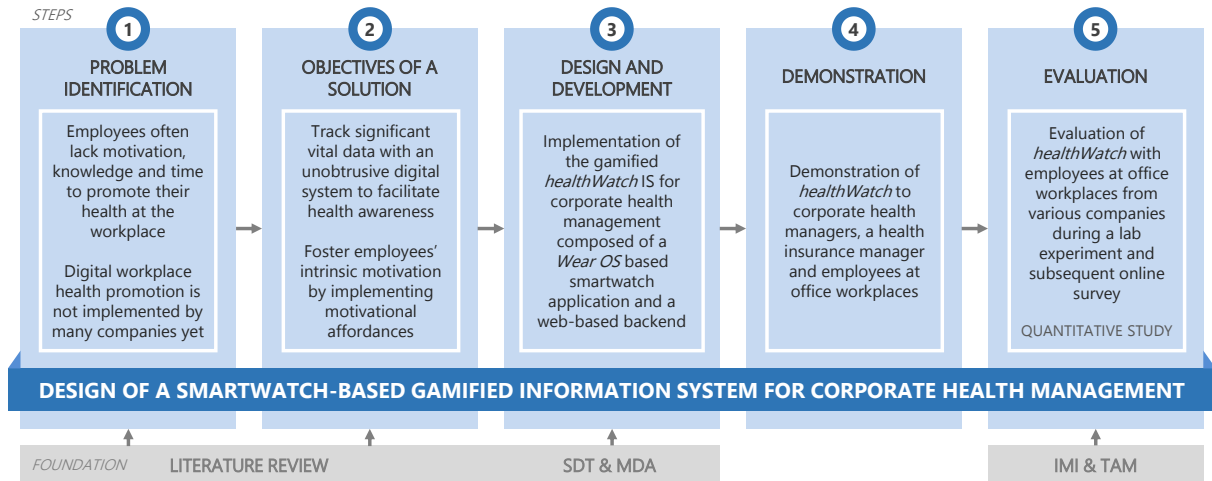 STEPS
1
PROBLEM
IDENTIFICATION
Employees often
lack motivation,
knowledge and time
to promote their
health at the
workplace
Digital workplace
health promotion is
not implemented by
many companies yet
2
OBJECTIVES OF A
SOLUTION
Track significant
vital data with an
unobtrusive digital
system to facilitate
health awareness
Foster employees’
intrinsic motivation
by implementing
motivational
affordances
3
DESIGN AND
DEVELOPMENT
Implementation of
the gamified
healthWatch IS for
corporate health
management
composed of a
Wear OS based
smartwatch
application and a
web-based backend
4
DEMONSTRATION
Demonstration of
healthWatch to
corporate health
managers, a health
insurance manager
and employees at
office workplaces
5
EVALUATION
Evaluation of
healthWatch with
employees at office
workplaces from
various companies
during a lab
experiment and
subsequent online
survey
QUANTITATIVE STUDY
DESIGN OF A SMARTWATCH-BASED GAMIFIED INFORMATION SYSTEM FOR CORPORATE HEALTH MANAGEMENT
FOUNDATION
LITERATURE REVIEW
SDT & MDA
IMI & TAM